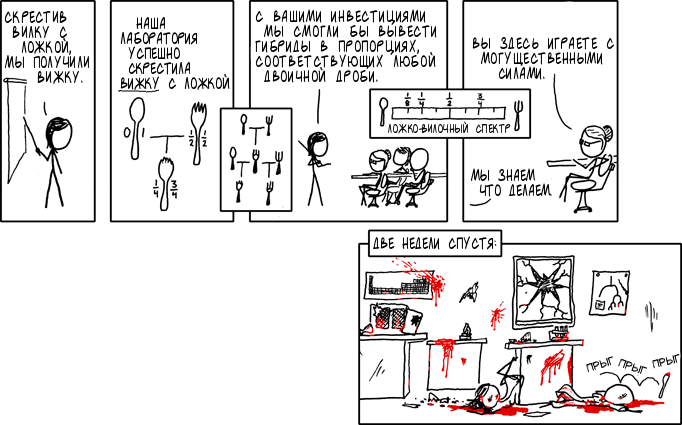 СКРЕСТИВ
ВИЛКУ С
ЛОЖКОЙ,
МЫ ПОЛУЧИЛИ
ВИЖКУ.
НАША
ЛАБОРАТОРИЯ
УСПЕШНО
СКРЕСТИЛА
ВИЖКУ С ЛОЖКОЙ
0 1
1/2 1/2
1/4 3/4
С ВАШИМИ ИНВЕСТИЦИЯМИ
МЫ СМОГЛИ БЫ ВЫВЕСТИ
ГИБРИДЫ В ПРОПОРЦИЯХ,
СООТВЕТСТВУЮЩИХ ЛЮБОЙ
ДВОИЧНОЙ ДРОБИ.
1/8 1/4 1/2 3/4
ЛОЖКО-ВИЛОЧНЫЙ СПЕКТР
ВЫ ЗДЕСЬ ИГРАЕТЕ С
МОГУЩЕСТВЕННЫМИ
СИЛАМИ.
МЫ ЗНАЕМ
ЧТО ДЕЛАЕМ.
ДВЕ НЕДЕЛИ СПУСТЯ:
ПРЫГ ПРЫГ ПРЫГ